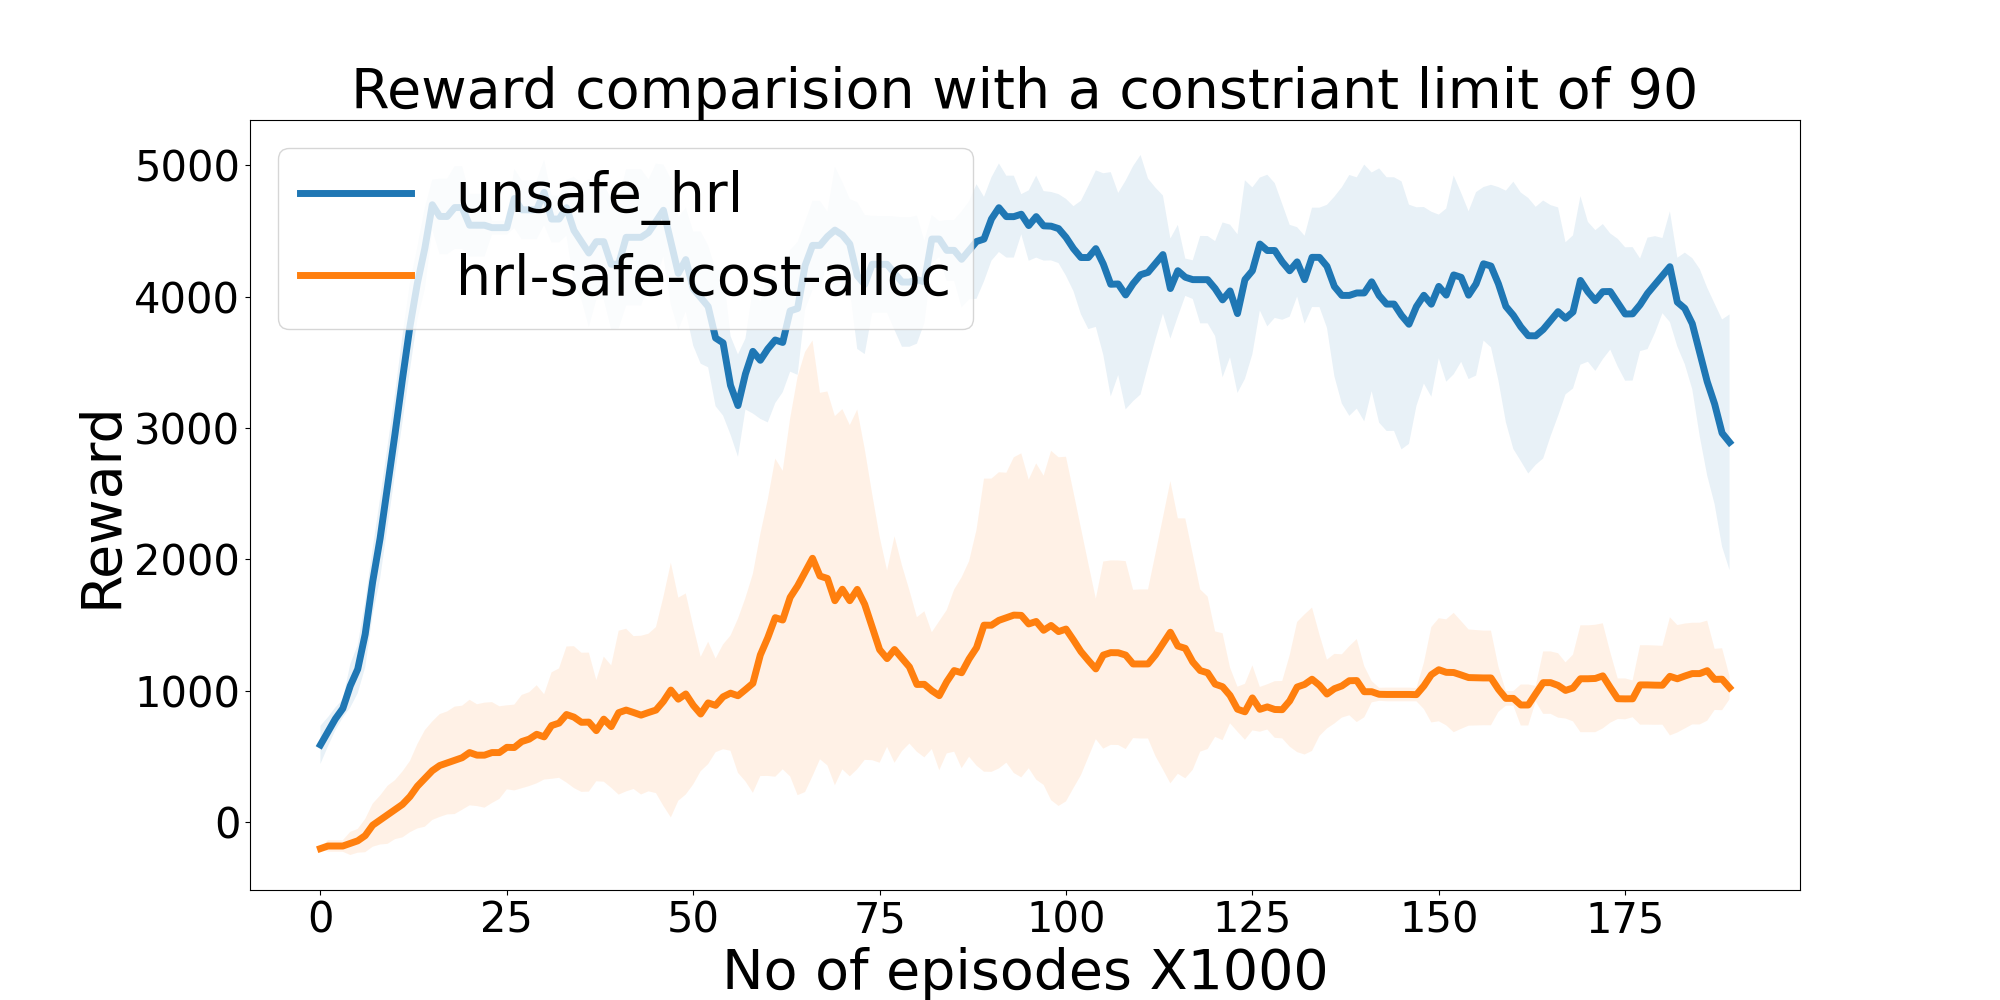 Reward comparision with a constriant limit of 90
unsafe_hrl
hrl-safe-cost-alloc
Reward
5000
4000
3000
2000
1000
0
0 25 50 75 100 125 150 175
No of episodes X1000